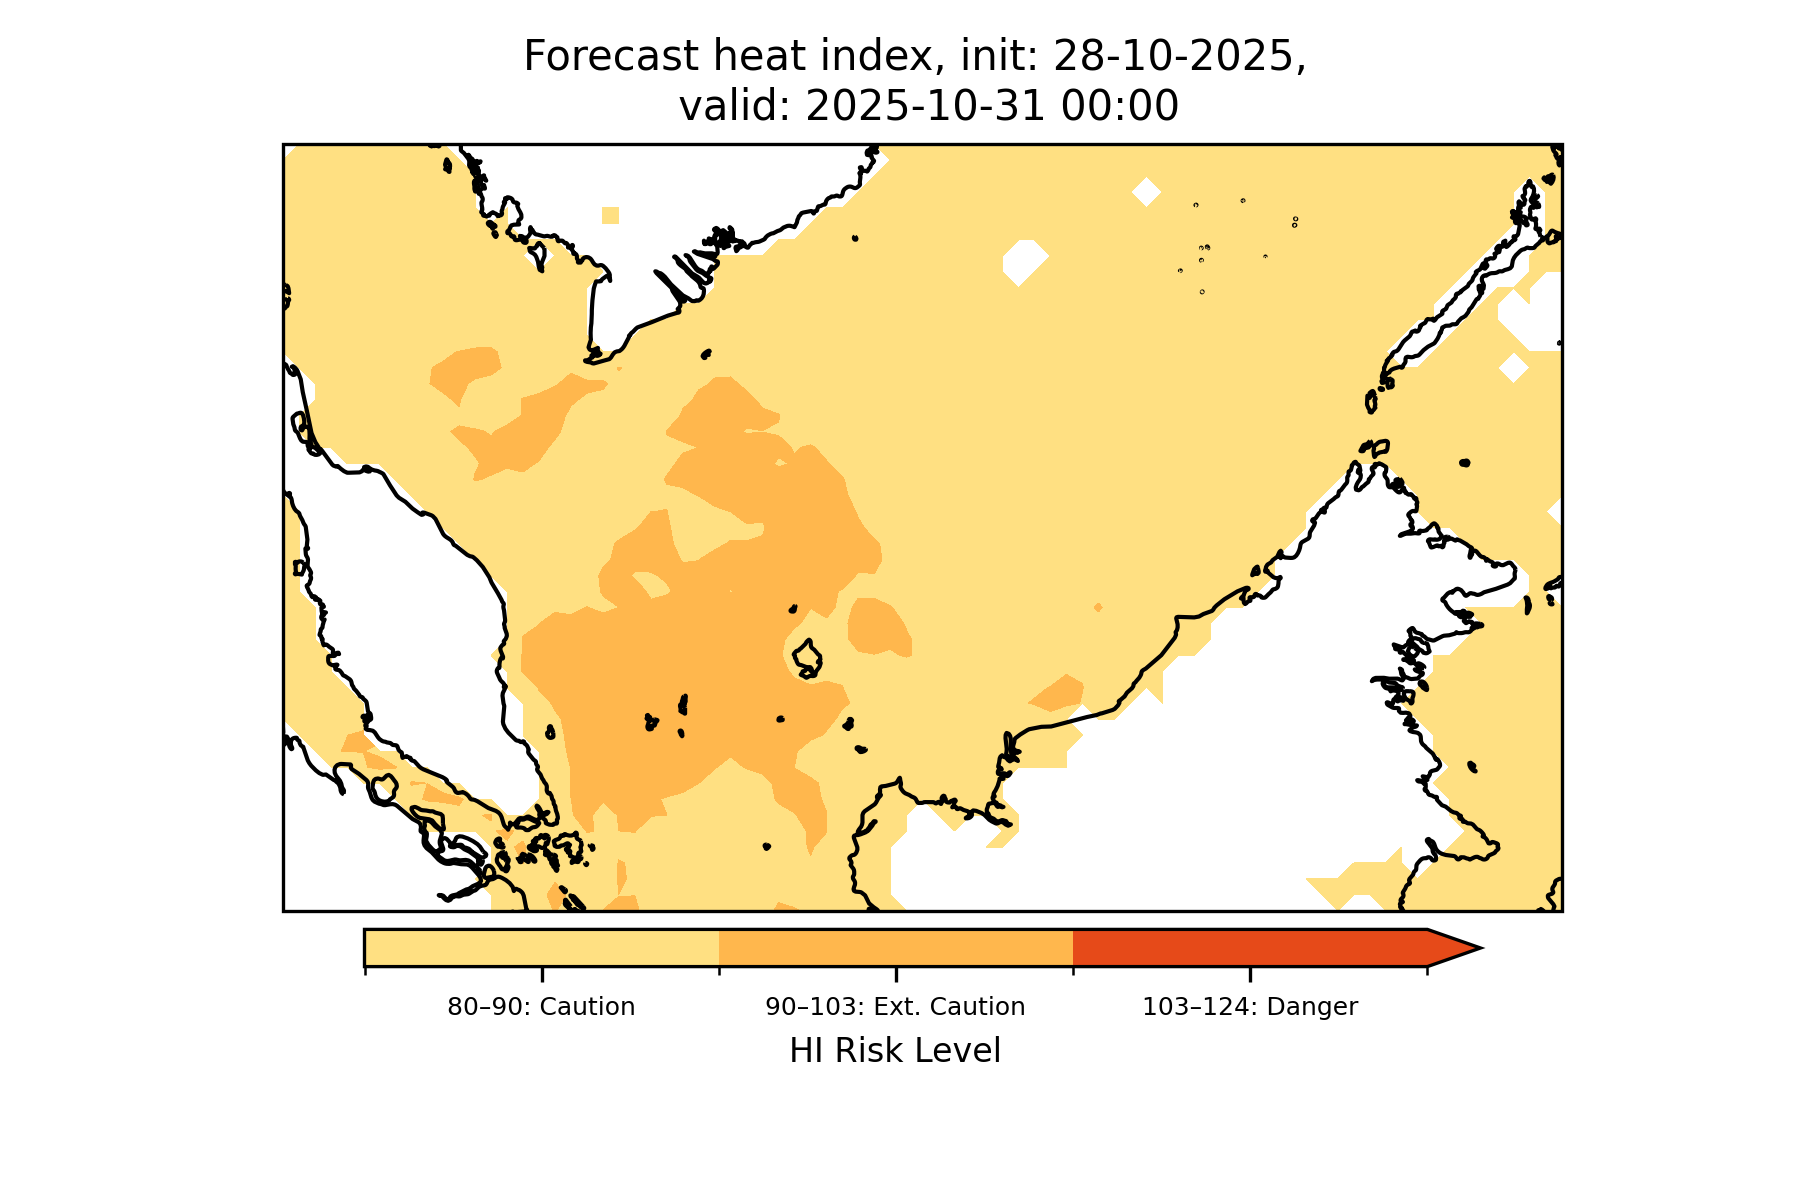 Forecast heat index, init: 28-10-2025,
valid: 2025-10-31 00:00
80–90: Caution
90–103: Ext. Caution
103–124: Danger
HI Risk Level